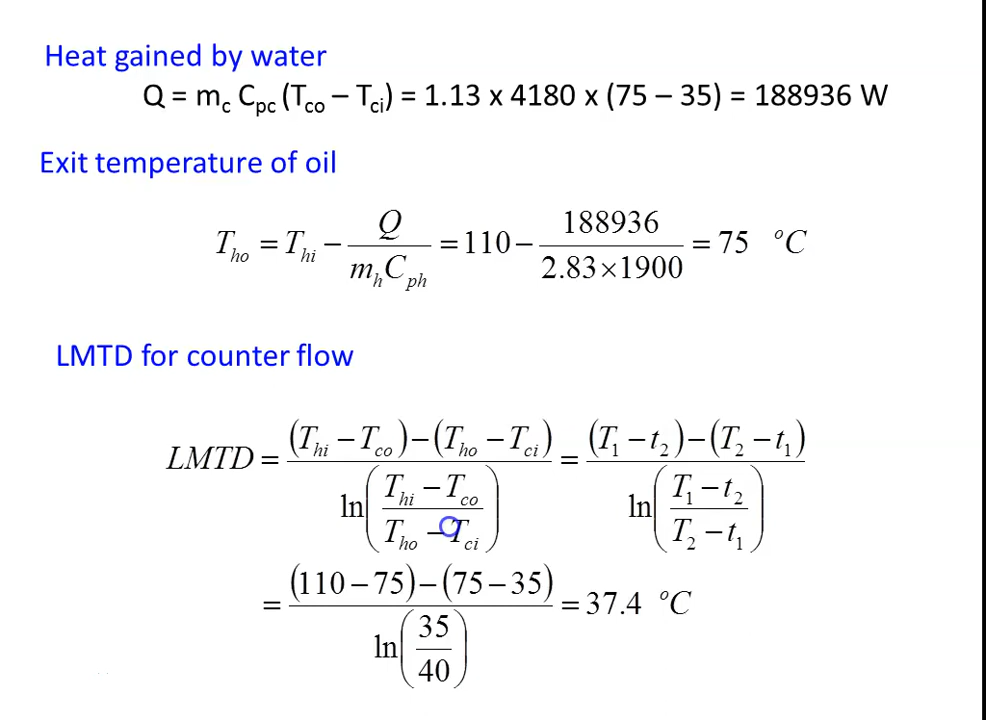 Heat gained by water
Q = m_c C_pc (T_co – T_ci) = 1.13 x 4180 x (75 – 35) = 188936 W
Exit temperature of oil
T_ho = T_hi − Q / (m_h C_ph) = 110 − 188936 / (2.83×1900) = 75 °C
LMTD for counter flow
LMTD = ((T_hi − T_co) − (T_ho − T_ci)) / ln((T_hi − T_co) / (T_ho − T_ci)) = ((T_1 − t_2) − (T_2 − t_1)) / ln((T_1 − t_2) / (T_2 − t_1))
= ((110 − 75) − (75 − 35)) / ln(35 / 40) = 37.4 °C